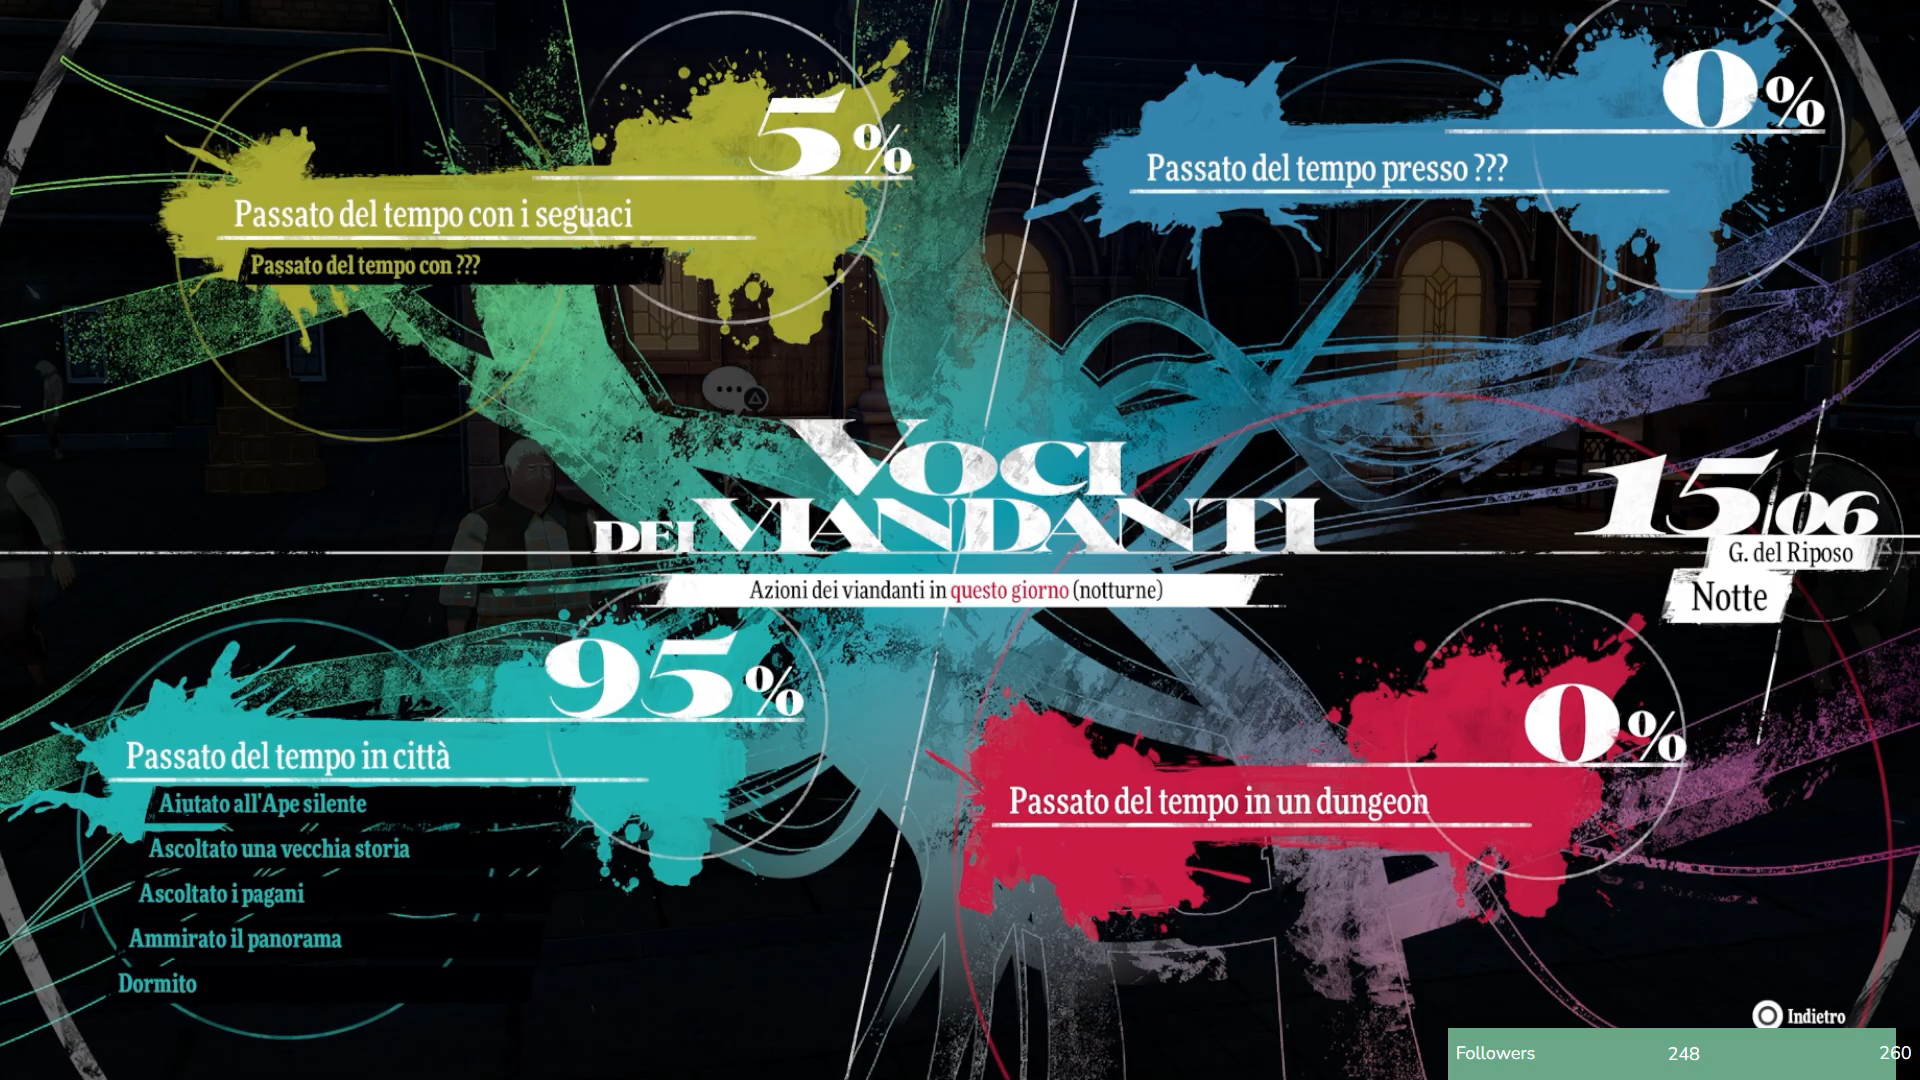 5%
Passato del tempo con i seguaci
Passato del tempo con ???
0%
Passato del tempo presso ???
VOCI
DEI VIANDANTI
Azioni dei viandanti in questo giorno (notturne)
15/06
G. del Riposo
Notte
95%
Passato del tempo in città
Aiutato all'Ape silente
Ascoltato una vecchia storia
Ascoltato i pagani
Ammirato il panorama
Dormito
0%
Passato del tempo in un dungeon
Indietro
Followers 248 260